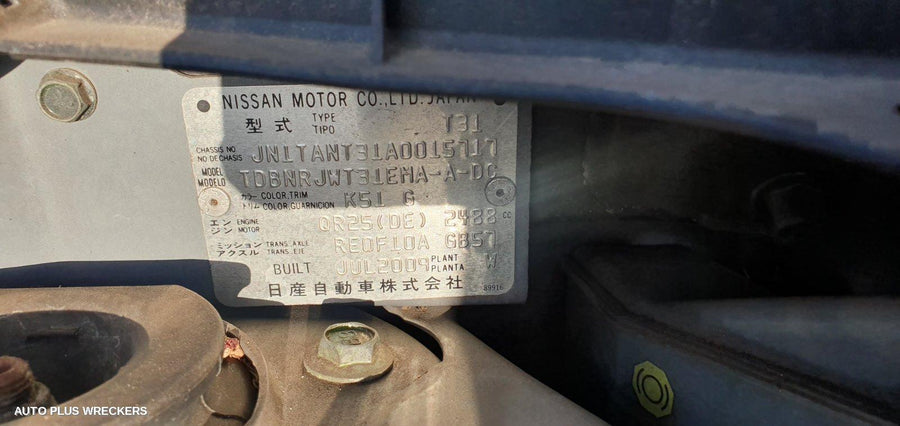 NISSAN MOTOR CO.,LTD.JAPAN
型式 TYPE TIPO T31
CHASSIS NO NO DE CHASIS JN1TANT31A0015717
MODEL MODELO TDBNRJWT31EMA-A-DG
カラー トリム COLOR,TRIM COLOR,GUARNICION K51 G
エンジン ENGINE MOTOR QR25(DE) 2488 CC
ミッション アクスル TRANS.AXLE TRANS.EJE RE0F10A GB57
BUILT JUL2009 PLANT PLANTA W
日産自動車株式会社 89916
AUTO PLUS WRECKERS